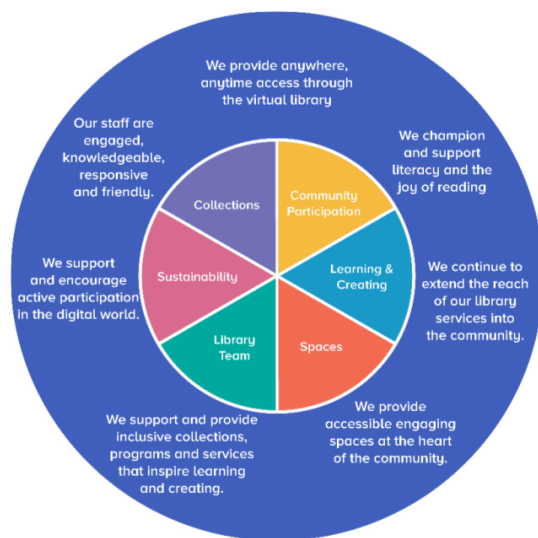 We provide anywhere,
anytime access through
the virtual library
We champion
and support
literacy and the
joy of reading
We continue to
extend the reach
of our library
services into
the community.
We provide
accessible engaging
spaces at the heart
of the community.
We support and provide
inclusive collections,
programs and services
that inspire learning
and creating.
We support
and encourage
active participation
in the digital world.
Our staff are
engaged,
knowledgeable,
responsive
and friendly.
Collections
Community
Participation
Learning &
Creating
Spaces
Library
Team
Sustainability